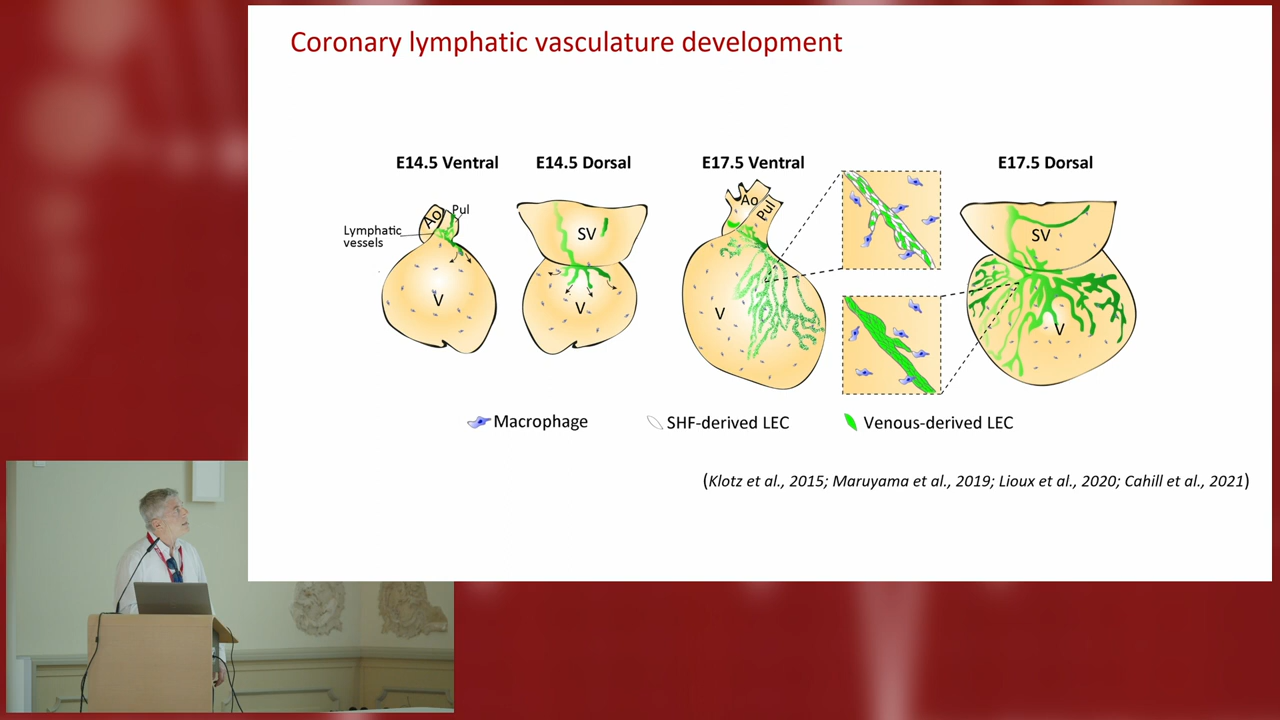 Coronary lymphatic vasculature development
E14.5 Ventral
E14.5 Dorsal
E17.5 Ventral
E17.5 Dorsal
Ao
Pul
Lymphatic
vessels
V
SV
V
Ao
Pul
V
SV
V
Macrophage
SHF-derived LEC
Venous-derived LEC
(Klotz et al., 2015; Maruyama et al., 2019; Lioux et al., 2020; Cahill et al., 2021)